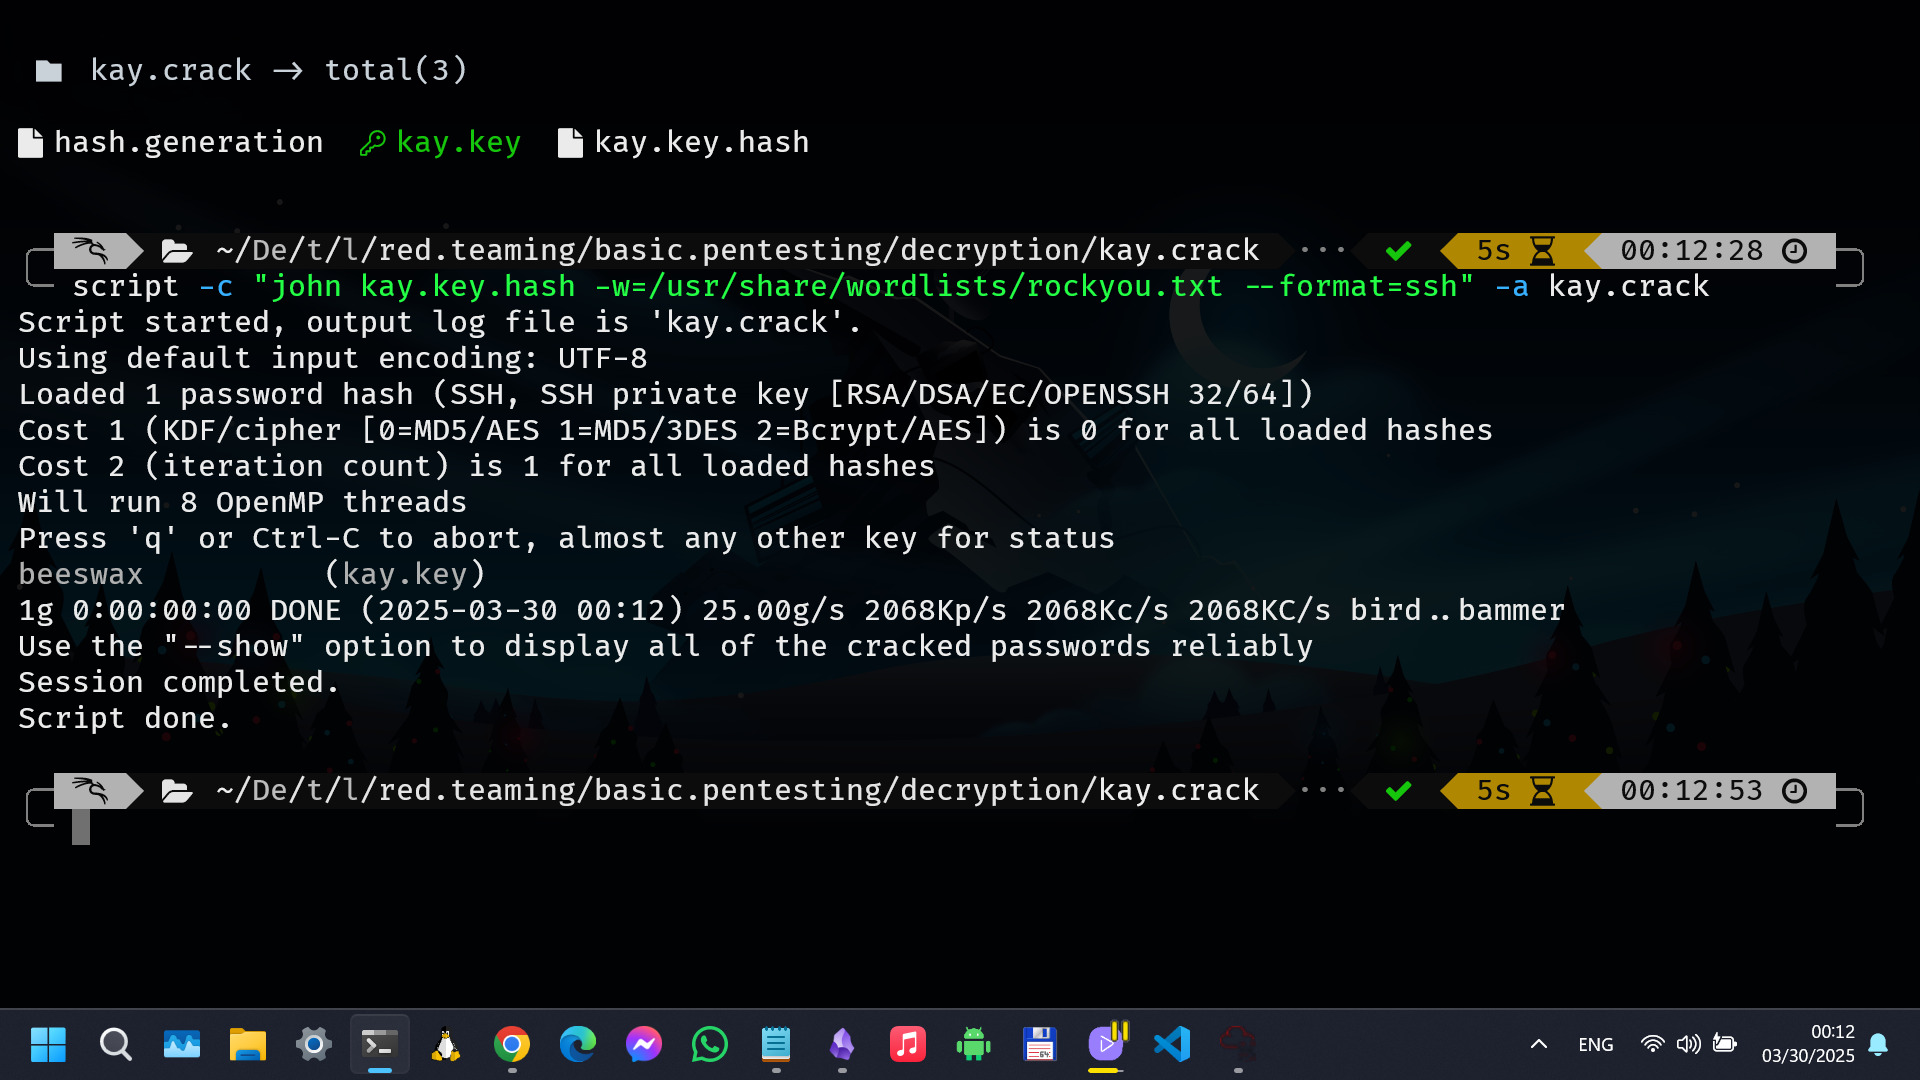 kay.crack → total(3)
hash.generation kay.key kay.key.hash
~/De/t/l/red.teaming/basic.pentesting/decryption/kay.crack ··· ✔ 5s 00:12:28
script -c "john kay.key.hash -w=/usr/share/wordlists/rockyou.txt --format=ssh" -a kay.crack
Script started, output log file is 'kay.crack'.
Using default input encoding: UTF-8
Loaded 1 password hash (SSH, SSH private key [RSA/DSA/EC/OPENSSH 32/64])
Cost 1 (KDF/cipher [0=MD5/AES 1=MD5/3DES 2=Bcrypt/AES]) is 0 for all loaded hashes
Cost 2 (iteration count) is 1 for all loaded hashes
Will run 8 OpenMP threads
Press 'q' or Ctrl-C to abort, almost any other key for status
beeswax (kay.key)
1g 0:00:00:00 DONE (2025-03-30 00:12) 25.00g/s 2068Kp/s 2068Kc/s 2068KC/s bird..bammer
Use the "--show" option to display all of the cracked passwords reliably
Session completed.
Script done.
~/De/t/l/red.teaming/basic.pentesting/decryption/kay.crack ··· ✔ 5s 00:12:53
64
ENG
00:12
03/30/2025